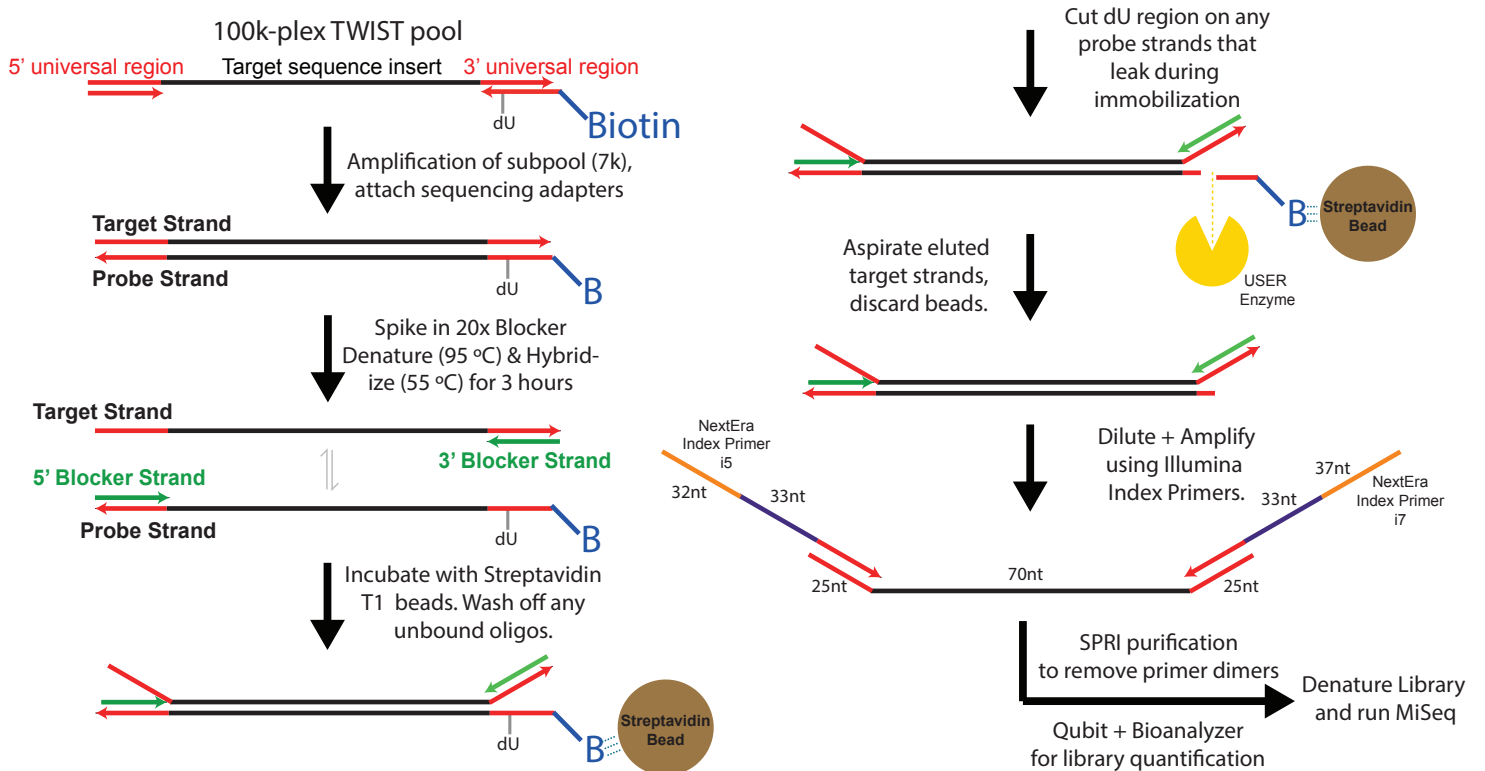 100k-plex TWIST pool
5' universal region
Target sequence insert
3' universal region
dU
Biotin
Amplification of subpool (7k),
attach sequencing adapters
Target Strand
Probe Strand
dU
B
Spike in 20x Blocker
Denature (95 ºC) & Hybrid-
ize (55 ºC) for 3 hours
Target Strand
3' Blocker Strand
5' Blocker Strand
Probe Strand
dU
B
Incubate with Streptavidin
T1 beads. Wash off any
unbound oligos.
dU
B
Streptavidin
Bead
Cut dU region on any
probe strands that
leak during
immobilization
B
Streptavidin
Bead
USER
Enzyme
Aspirate eluted
target strands,
discard beads.
Dilute + Amplify
using Illumina
Index Primers.
NextEra
Index Primer
i5
32nt
33nt
25nt
70nt
25nt
33nt
37nt
NextEra
Index Primer
i7
SPRI purification
to remove primer dimers
Qubit + Bioanalyzer
for library quantification
Denature Library
and run MiSeq